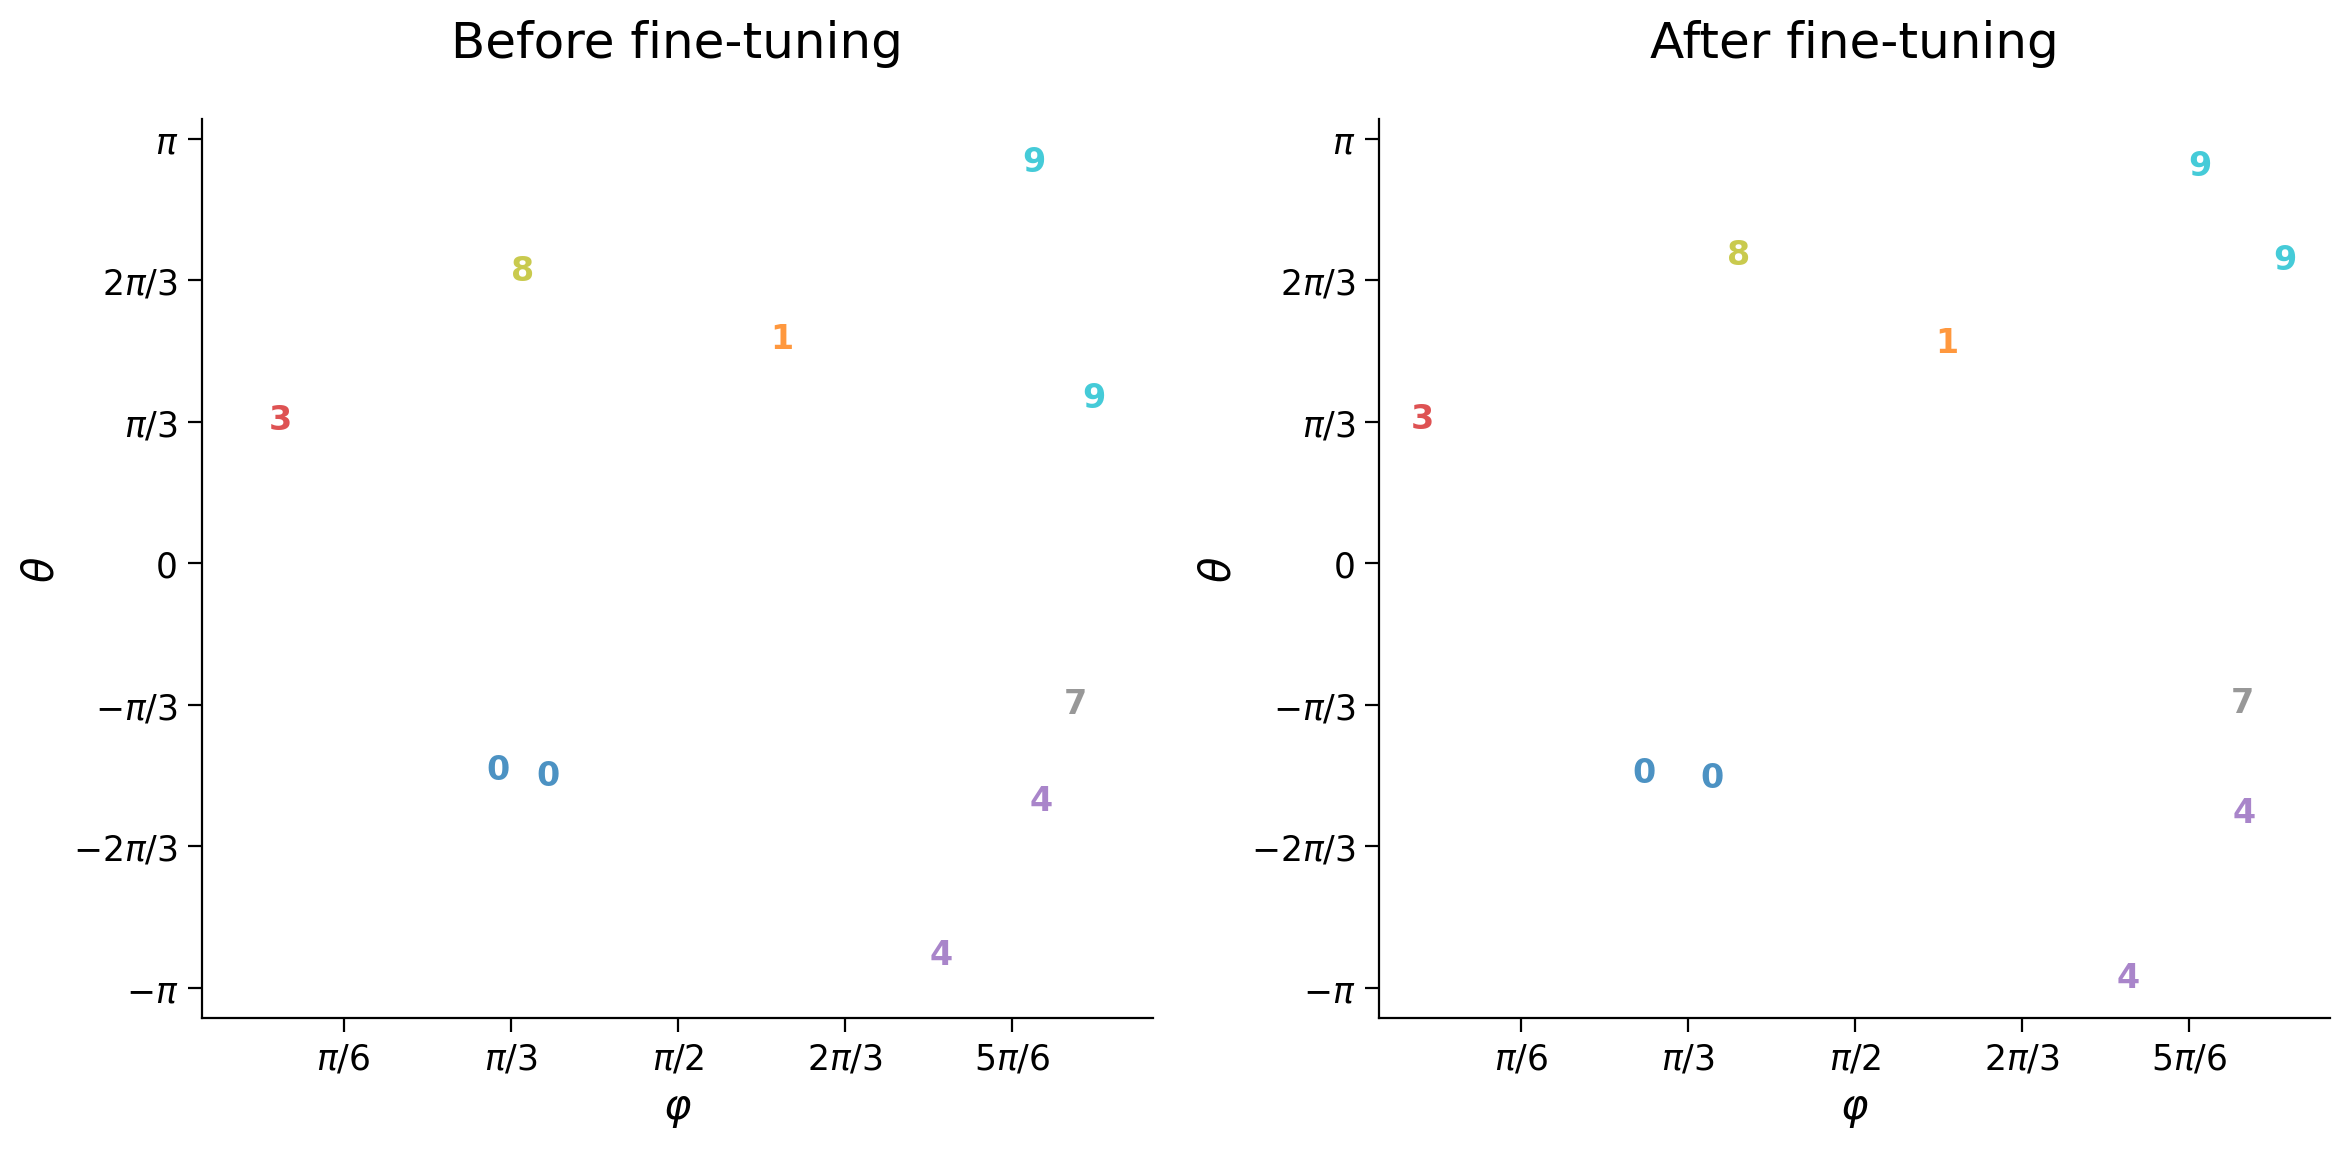 Before fine-tuning
π
2π/3
π/3
0
−π/3
−2π/3
−π
θ
9
8
1
9
3
7
0
0
4
4
π/6
π/3
π/2
2π/3
5π/6
φ
After fine-tuning
π
2π/3
π/3
0
−π/3
−2π/3
−π
θ
9
8
9
1
3
7
0
0
4
4
π/6
π/3
π/2
2π/3
5π/6
φ